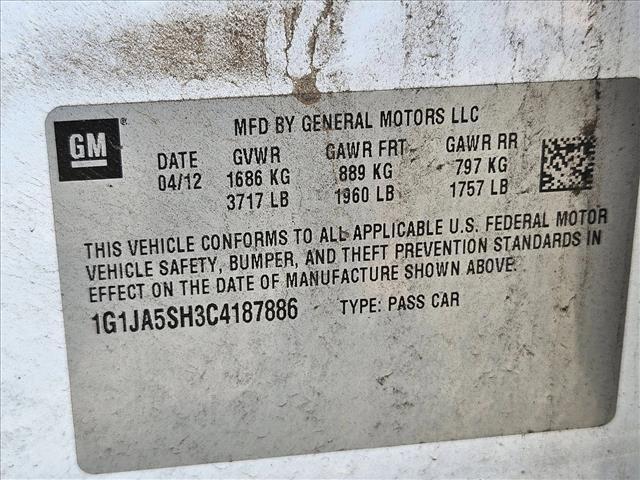 GM®
MFD BY GENERAL MOTORS LLC
DATE GVWR GAWR FRT GAWR RR
04/12 1686 KG 889 KG 797 KG
3717 LB 1960 LB 1757 LB
THIS VEHICLE CONFORMS TO ALL APPLICABLE U.S. FEDERAL MOTOR
VEHICLE SAFETY, BUMPER, AND THEFT PREVENTION STANDARDS IN
EFFECT ON THE DATE OF MANUFACTURE SHOWN ABOVE.
1G1JA5SH3C4187886 TYPE: PASS CAR